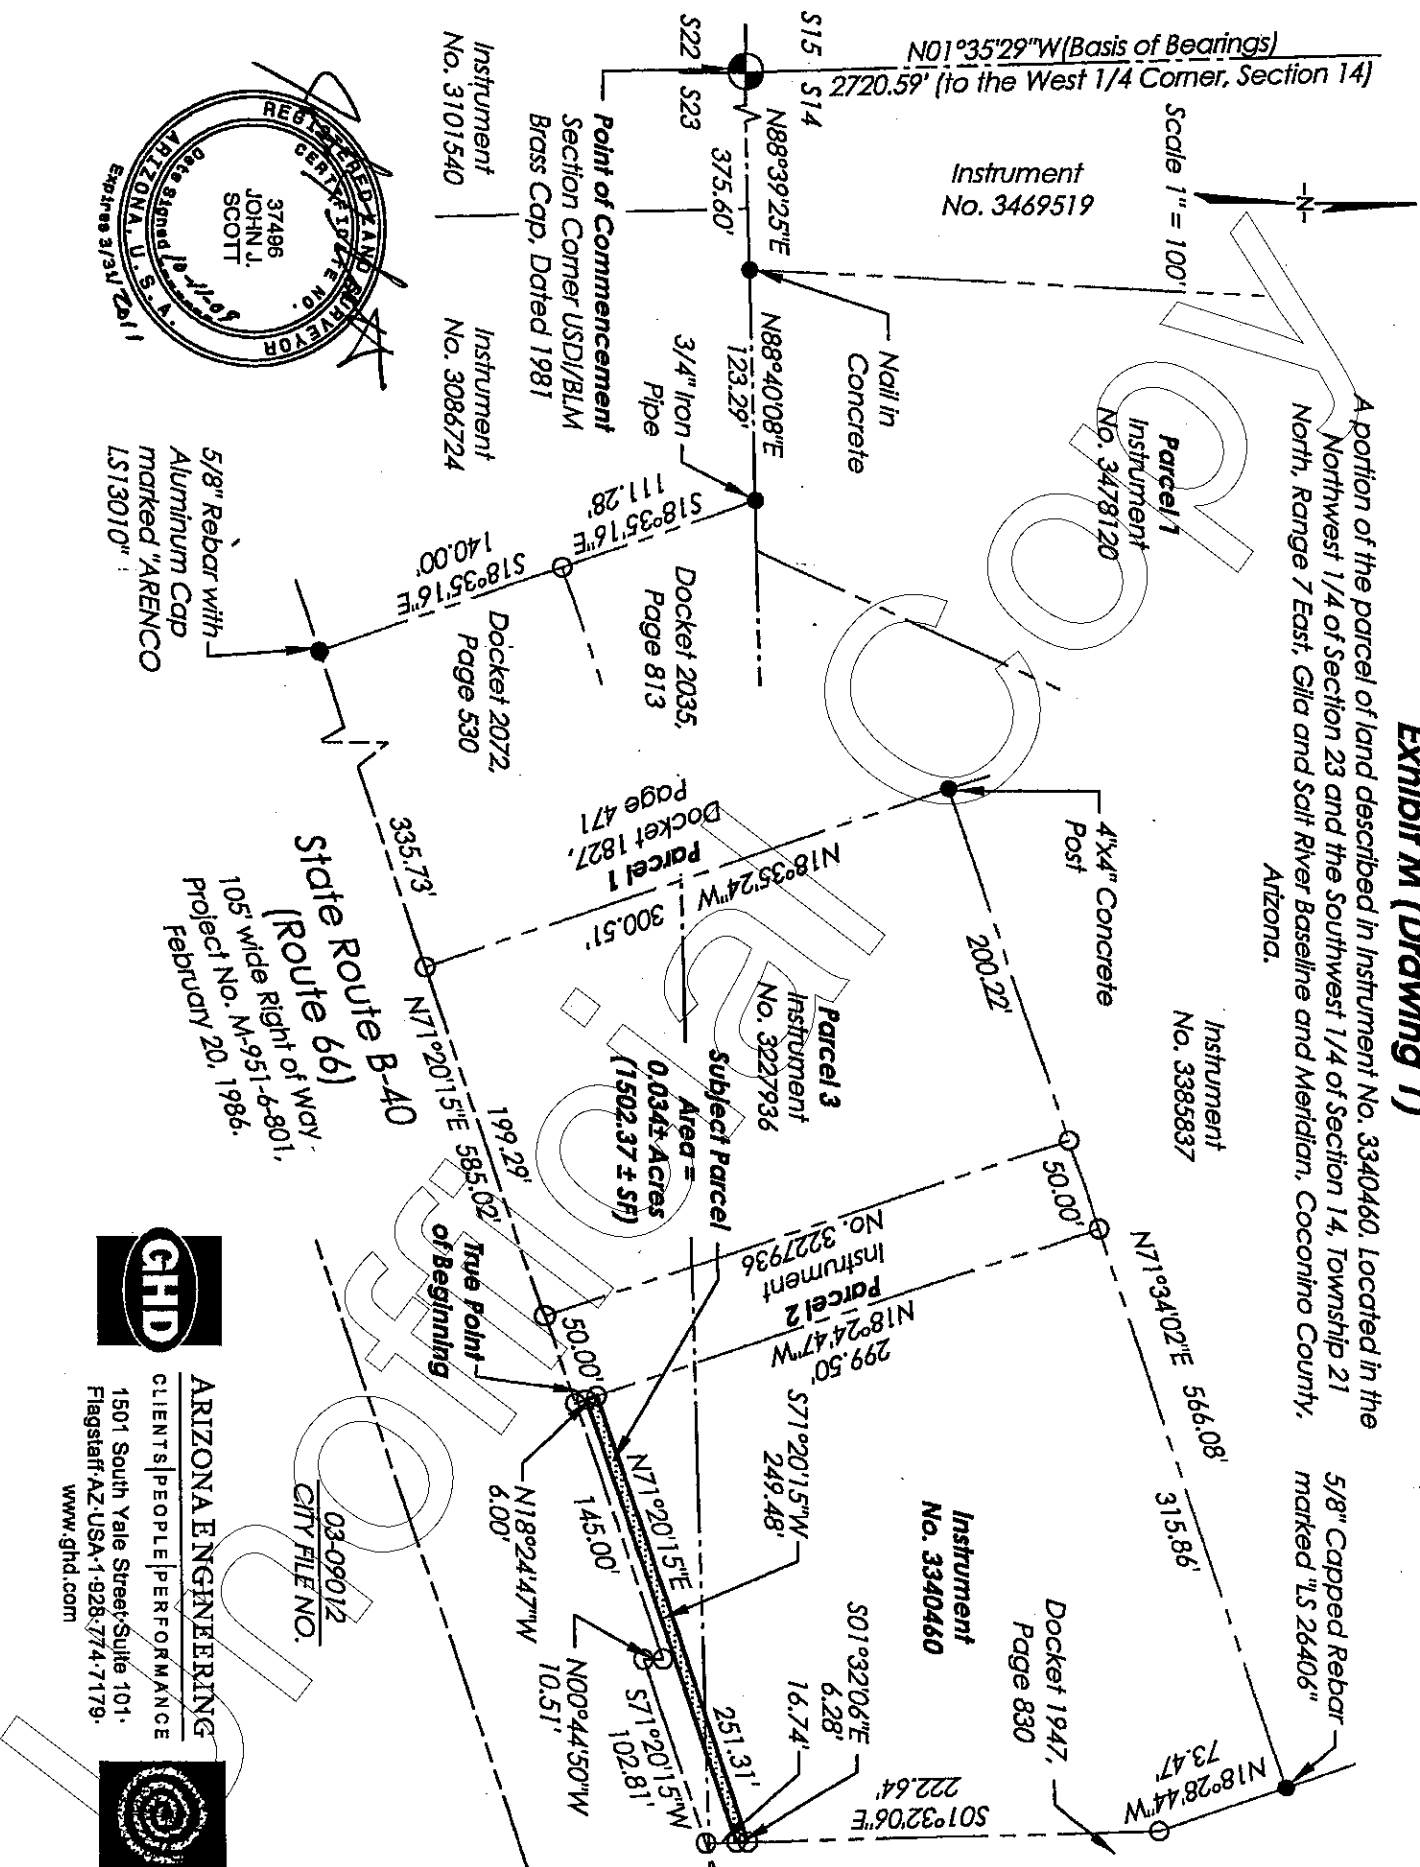 Exhibit M (Drawing 1)
A portion of the parcel of land described in Instrument No. 3340460. Located in the
Northwest 1/4 of Section 23 and the Southwest 1/4 of Section 14, Township 21
North, Range 7 East, Gila and Salt River Baseline and Meridian, Coconino County,
Arizona.
N
Scale 1" = 100'
N01°35'29"W(Basis of Bearings)
2720.59' (to the West 1/4 Corner, Section 14)
S15 S14
S22 S23
Instrument
No. 3469519
Parcel 1
Instrument
No. 3478120
Instrument
No. 3385837
5/8" Capped Rebar
marked "LS 26406"
N88°39'25"E
375.60'
Nail in
Concrete
N88°40'08"E
123.29'
3/4" Iron
Pipe
Point of Commencement
Section Corner USDI/BLM
Brass Cap, Dated 1981
Instrument
No. 3101540
Instrument
No. 3086724
S18°35'16"E
111.28'
S18°35'16"E
140.00'
Docket 2035,
Page 813
Docket 2072,
Page 530
5/8" Rebar with
Aluminum Cap
marked "ARENCO
LS13010"
4"x4" Concrete
Post
200.22'
50.00'
N71°34'02"E 566.08'
315.86'
N18°28'44"W
73.47'
Parcel 1
Docket 1827,
Page 471
N18°35'24"W
300.51'
Parcel 3
Instrument
No. 3227936
Subject Parcel
Area =
0.034± Acres
(1502.37 ± SF)
Parcel 2
Instrument
No. 3227936
N18°24'47"W
299.50'
S71°20'15"W
249.48'
Instrument
No. 3340460
Docket 1947,
Page 830
S01°32'06"E
222.64'
S01°32'06"E
6.28'
16.74'
N71°20'15"E
251.31'
335.73'
199.29'
N71°20'15"E 585.02'
50.00'
145.00'
True Point
of Beginning
N18°24'47"W
6.00'
N00°44'50"W
10.51'
S71°20'15"W
102.81'
State Route B-40
(Route 66)
105' wide Right of Way -
Project No. M-951-6-801,
February 20, 1986.
03-09012
CITY FILE NO.
REGISTERED LAND SURVEYOR
CERTIFICATE NO.
37496
JOHN J.
SCOTT
Date Signed 10-11-09
ARIZONA, U.S.A.
Expires 3/31/2011
GHD
ARIZONA ENGINEERING
CLIENTS|PEOPLE|PERFORMANCE
1501 South Yale Street·Suite 101·
Flagstaff·AZ·USA·1·928·774·7179·
www.ghd.com
Unofficial Copy